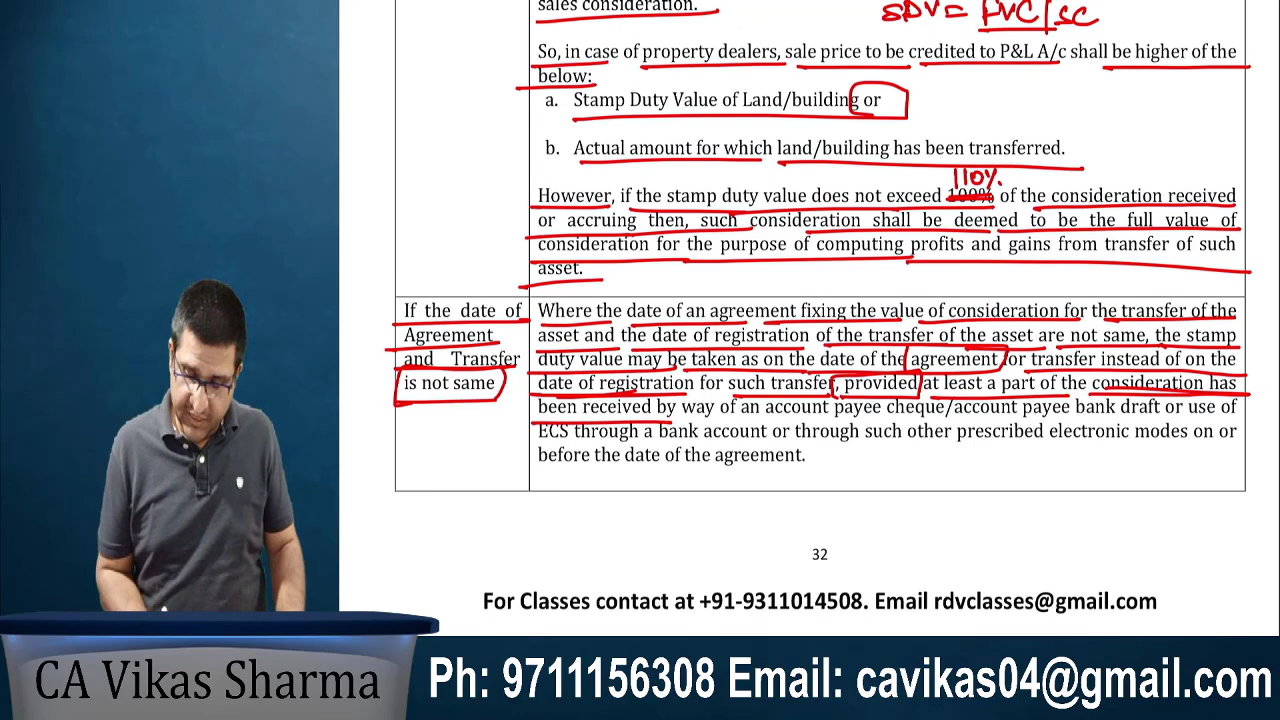 sales consideration.
SDV = FVC/SC
So, in case of property dealers, sale price to be credited to P&L A/c shall be higher of the
below:
a. Stamp Duty Value of Land/building or
b. Actual amount for which land/building has been transferred.
110%
However, if the stamp duty value does not exceed 100% of the consideration received
or accruing then, such consideration shall be deemed to be the full value of
consideration for the purpose of computing profits and gains from transfer of such
asset.
If the date of
Agreement
and Transfer
is not same
Where the date of an agreement fixing the value of consideration for the transfer of the
asset and the date of registration of the transfer of the asset are not same, the stamp
duty value may be taken as on the date of the agreement for transfer instead of on the
date of registration for such transfer, provided at least a part of the consideration has
been received by way of an account payee cheque/account payee bank draft or use of
ECS through a bank account or through such other prescribed electronic modes on or
before the date of the agreement.
32
For Classes contact at +91-9311014508. Email rdvclasses@gmail.com
CA Vikas Sharma
Ph: 9711156308 Email: cavikas04@gmail.com